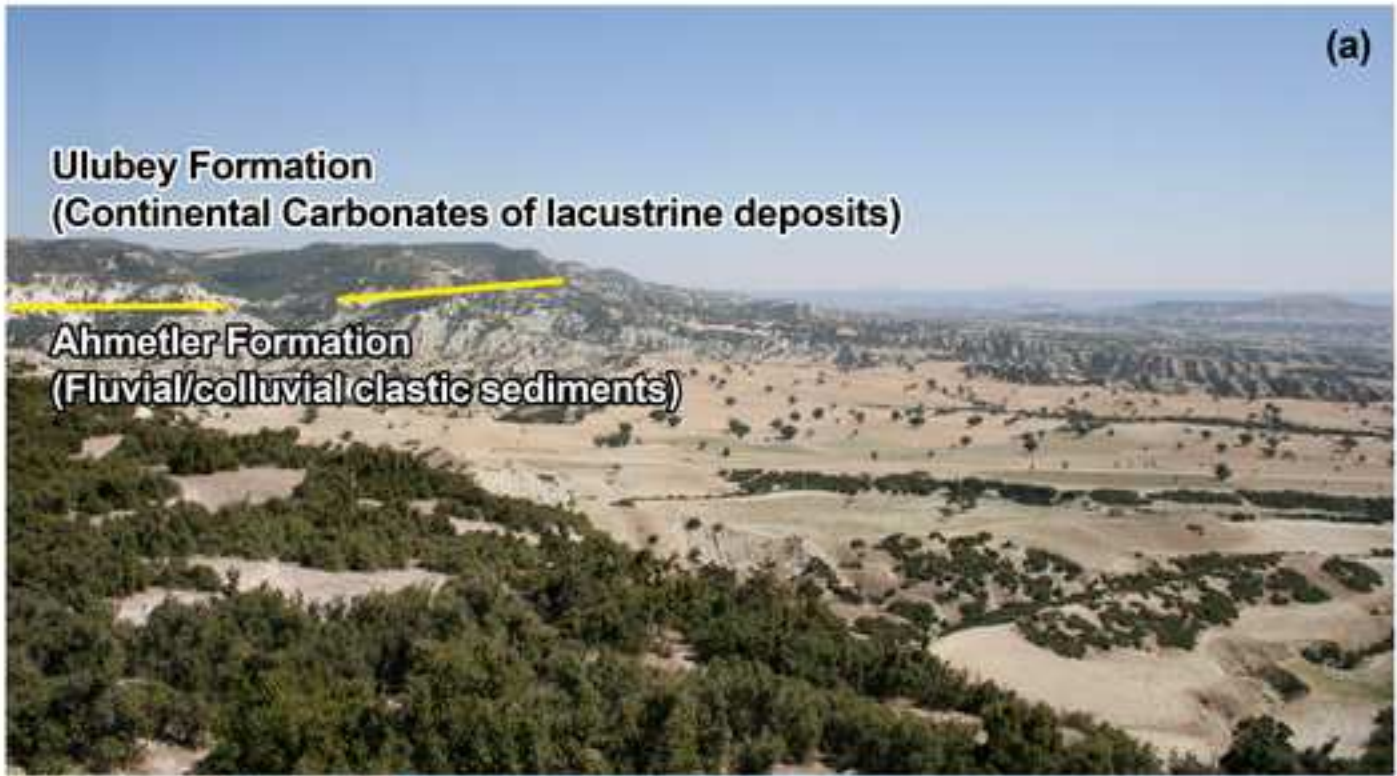 (a)
Ulubey Formation
(Continental Carbonates of lacustrine deposits)
Ahmetler Formation
(Fluvial/colluvial clastic sediments)